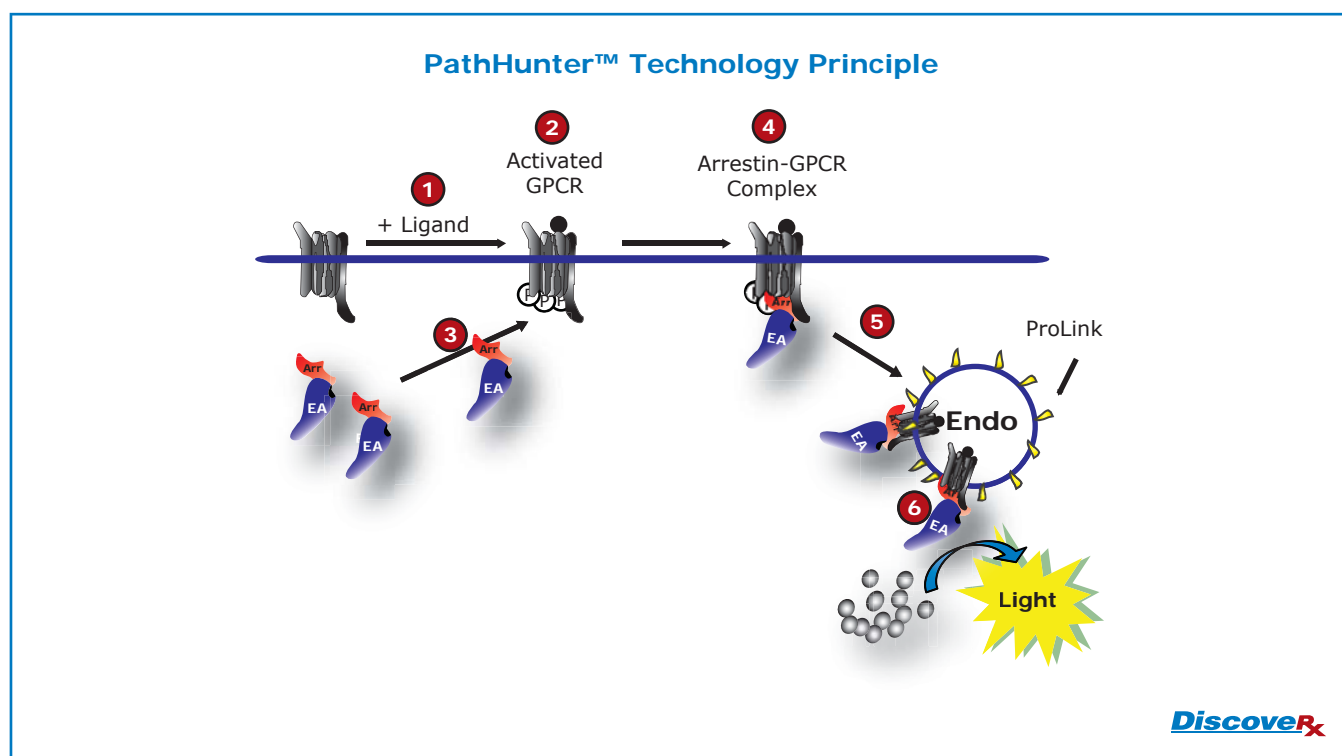 PathHunter™ Technology Principle
1
+ Ligand
2
Activated
GPCR
4
Arrestin-GPCR
Complex
P P P
Arr
EA
3
Arr
EA
Arr
EA
Arr
EA
5
ProLink
EA
Endo
6
EA
Light
DiscoveRx